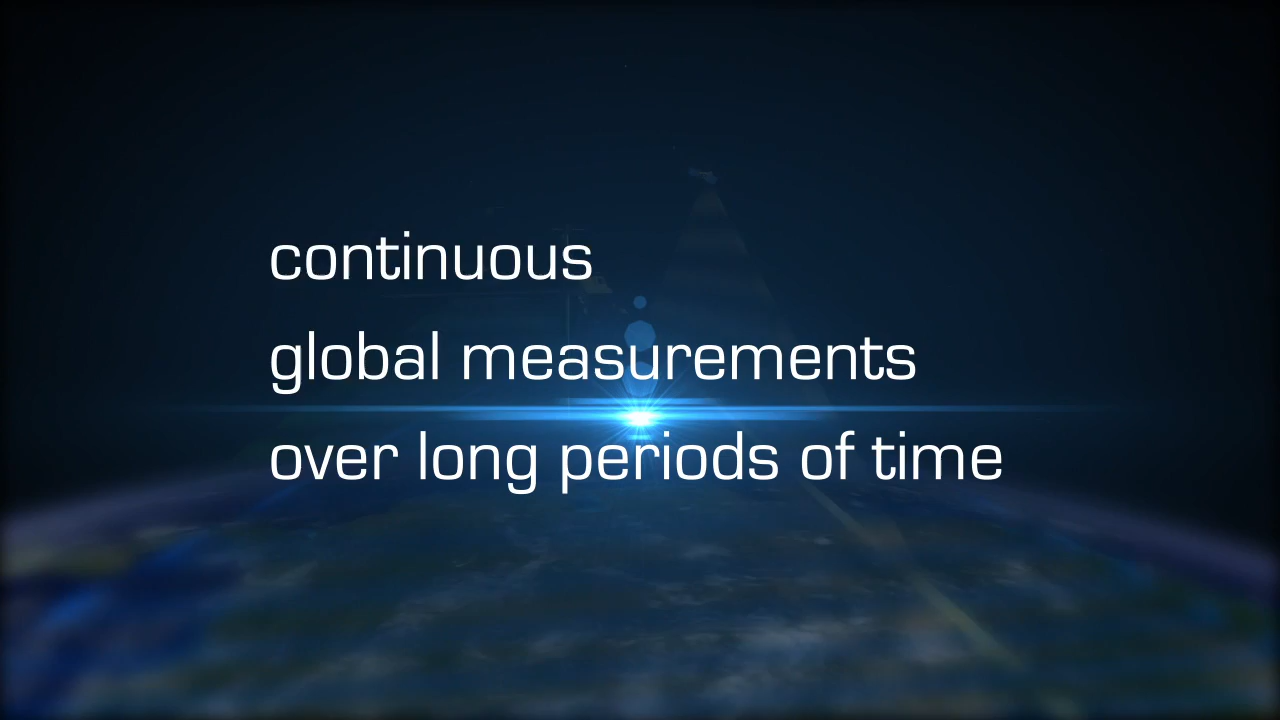 continuous
global measurements
over long periods of time